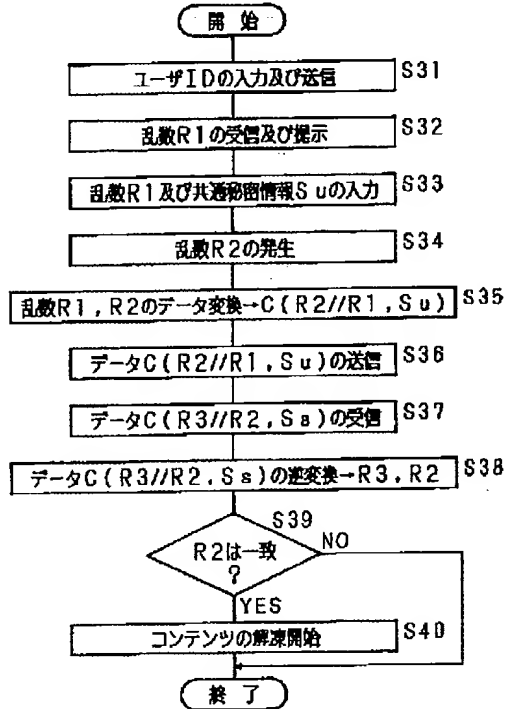 開 始
ユーザIDの入力及び送信 S31
乱数R1の受信及び提示 S32
乱数R1及び共通秘密情報Suの入力 S33
乱数R2の発生 S34
乱数R1,R2のデータ変換→C(R2//R1,Su) S35
データC(R2//R1,Su)の送信 S36
データC(R3//R2,Ss)の受信 S37
データC(R3//R2,Ss)の逆変換→R3,R2 S38
S39
R2は一致 NO
?
YES
コンテンツの解凍開始 S40
終 了